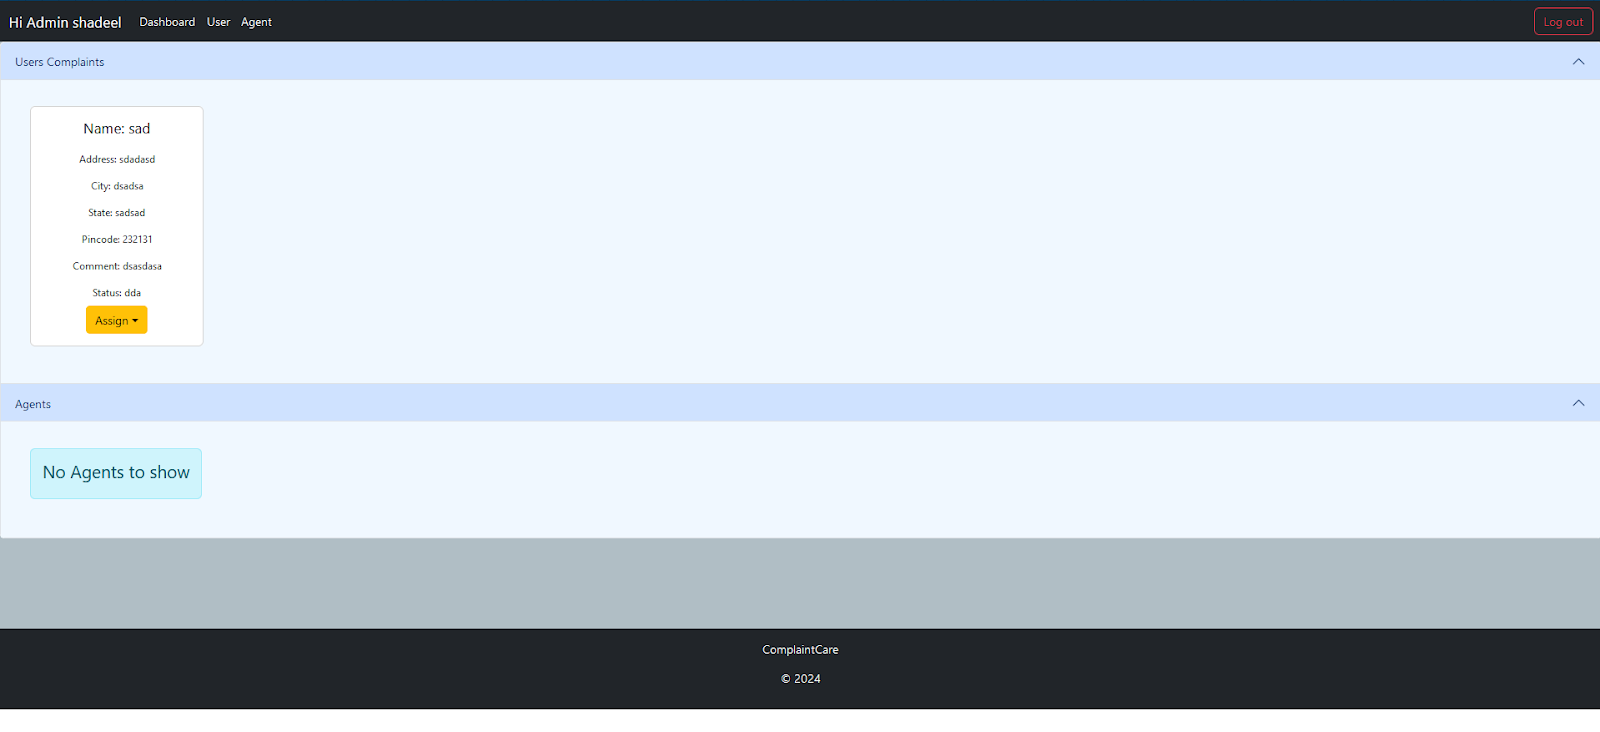 Hi Admin shadeel Dashboard User Agent Log out
Users Complaints
Name: sad
Address: sdadasd
City: dsadsa
State: sadsad
Pincode: 232131
Comment: dsasdasa
Status: dda
Assign
Agents
No Agents to show
ComplaintCare
© 2024